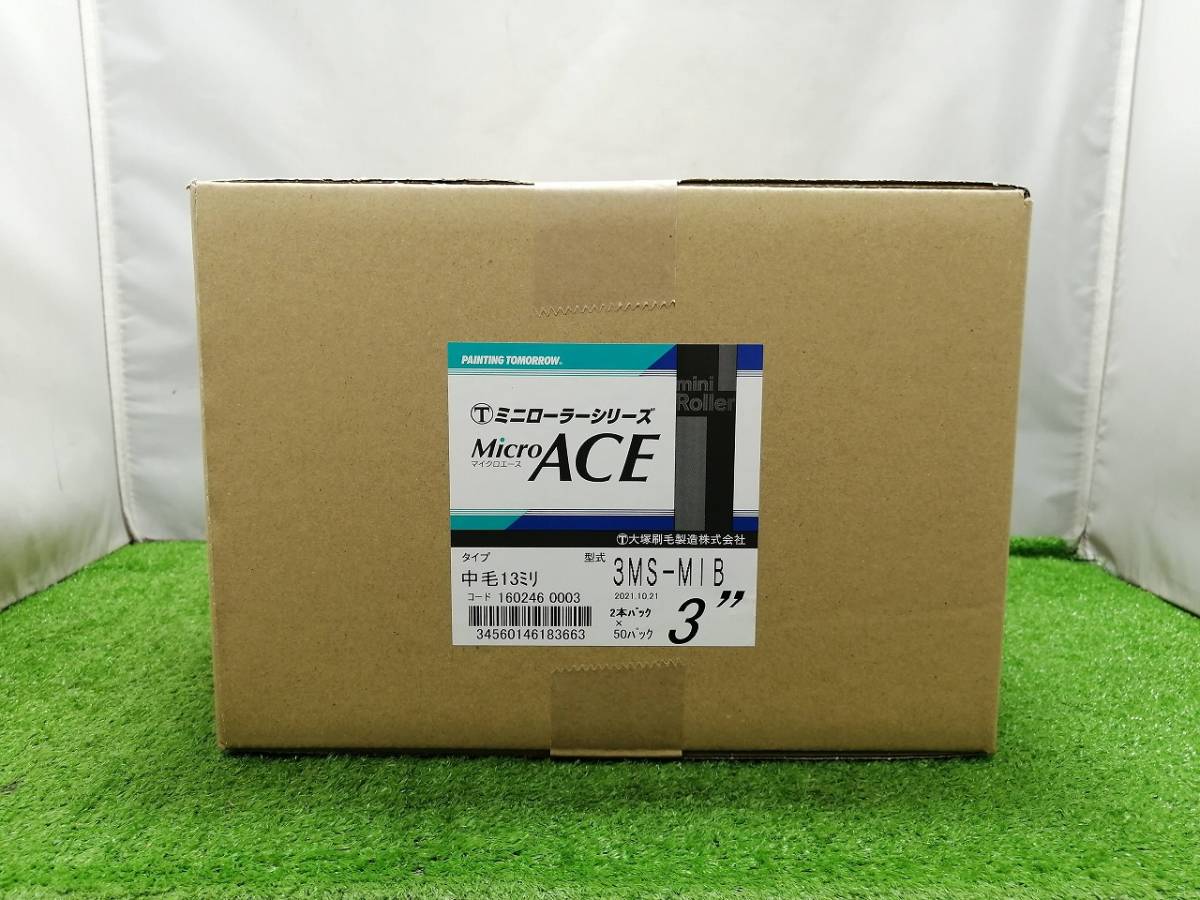 PAINTING TOMORROW®
mini
Roller
Ⓣミニローラーシリーズ
Micro ACE
マイクロエース
Ⓣ大塚刷毛製造株式会社
タイプ
中毛13ミリ
型式
3MS-MIB
コード 160246 0003
2021.10.21
34560146183663
2本パック
×
50パック
3”